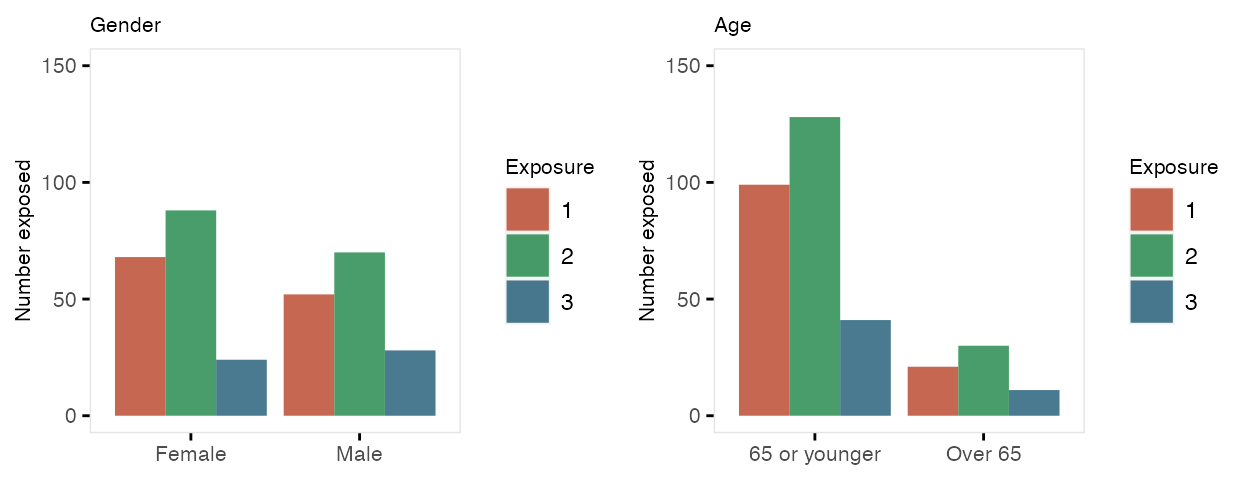 Gender
150
100
50
0
Number exposed
Female Male
Exposure
1
2
3
Age
150
100
50
0
Number exposed
65 or younger Over 65
Exposure
1
2
3